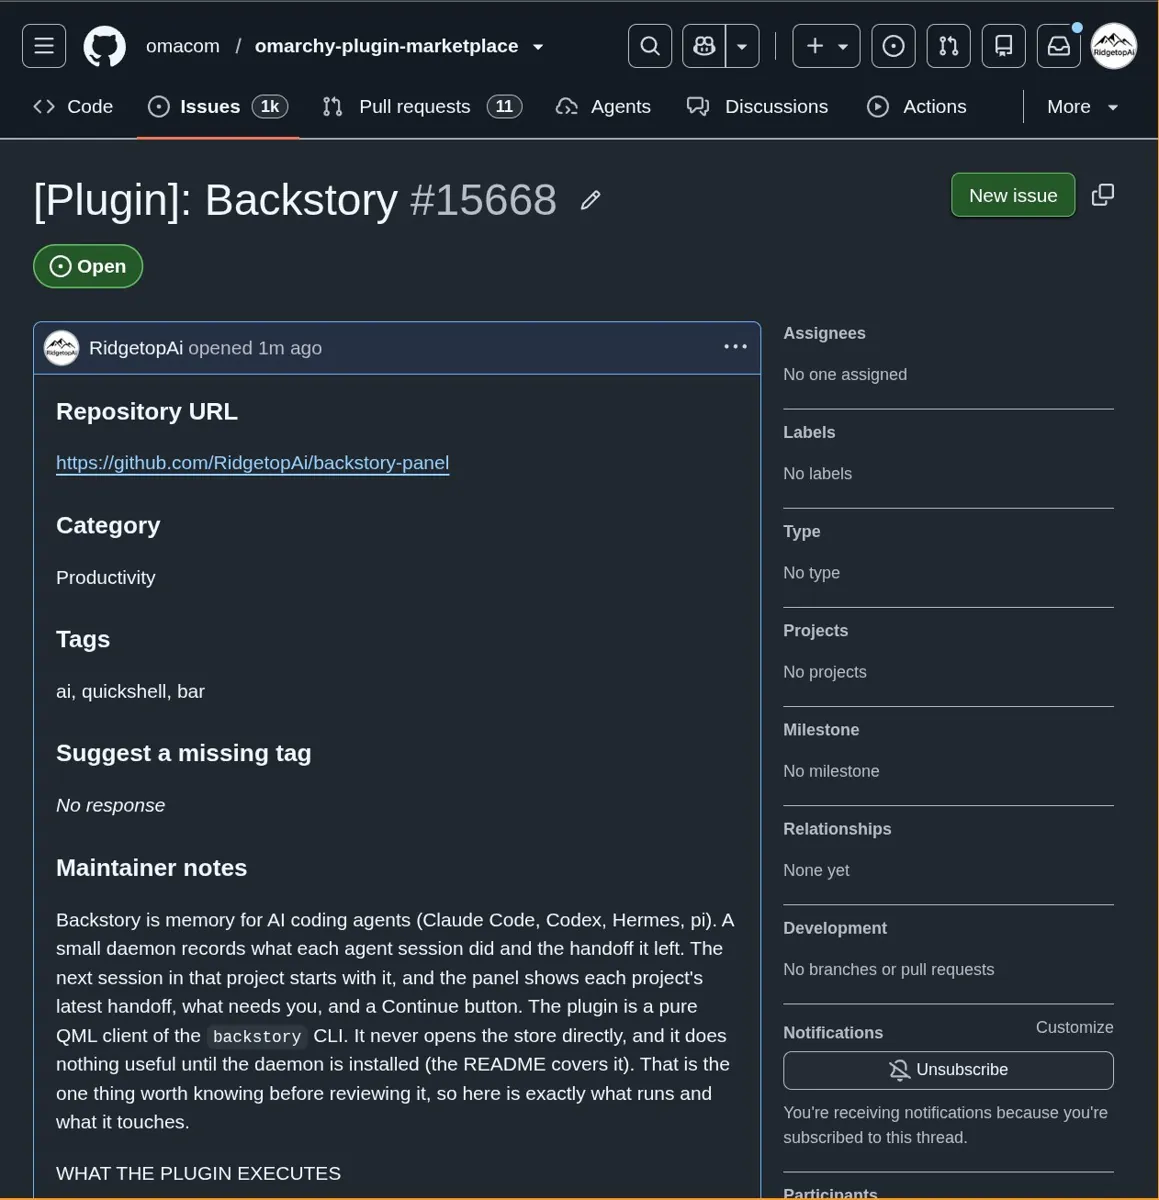 omacom / omarchy-plugin-marketplace
RidgetopAi
Code Issues 1k Pull requests 11 Agents Discussions Actions More
[Plugin]: Backstory #15668
New issue
Open
RidgetopAi
RidgetopAi opened 1m ago
Repository URL
https://github.com/RidgetopAi/backstory-panel
Category
Productivity
Tags
ai, quickshell, bar
Suggest a missing tag
No response
Maintainer notes
Backstory is memory for AI coding agents (Claude Code, Codex, Hermes, pi). A
small daemon records what each agent session did and the handoff it left. The
next session in that project starts with it, and the panel shows each project's
latest handoff, what needs you, and a Continue button. The plugin is a pure
QML client of the backstory CLI. It never opens the store directly, and it does
nothing useful until the daemon is installed (the README covers it). That is the
one thing worth knowing before reviewing it, so here is exactly what runs and
what it touches.
WHAT THE PLUGIN EXECUTES
Assignees
No one assigned
Labels
No labels
Type
No type
Projects
No projects
Milestone
No milestone
Relationships
None yet
Development
No branches or pull requests
Notifications
Customize
Unsubscribe
You're receiving notifications because you're
subscribed to this thread.
Participants